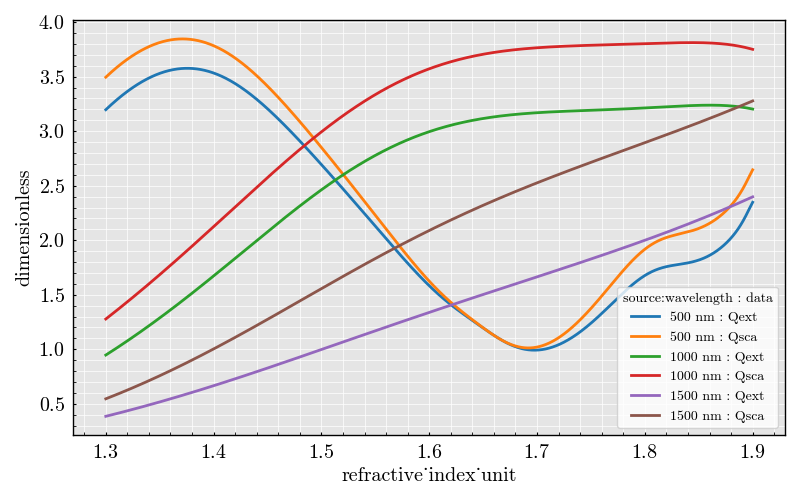 4.0
3.5
3.0
2.5
2.0
1.5
1.0
0.5
dimensionless
1.3 1.4 1.5 1.6 1.7 1.8 1.9
refractive˙index˙unit
source:wavelength : data
500 nm : Qext
500 nm : Qsca
1000 nm : Qext
1000 nm : Qsca
1500 nm : Qext
1500 nm : Qsca